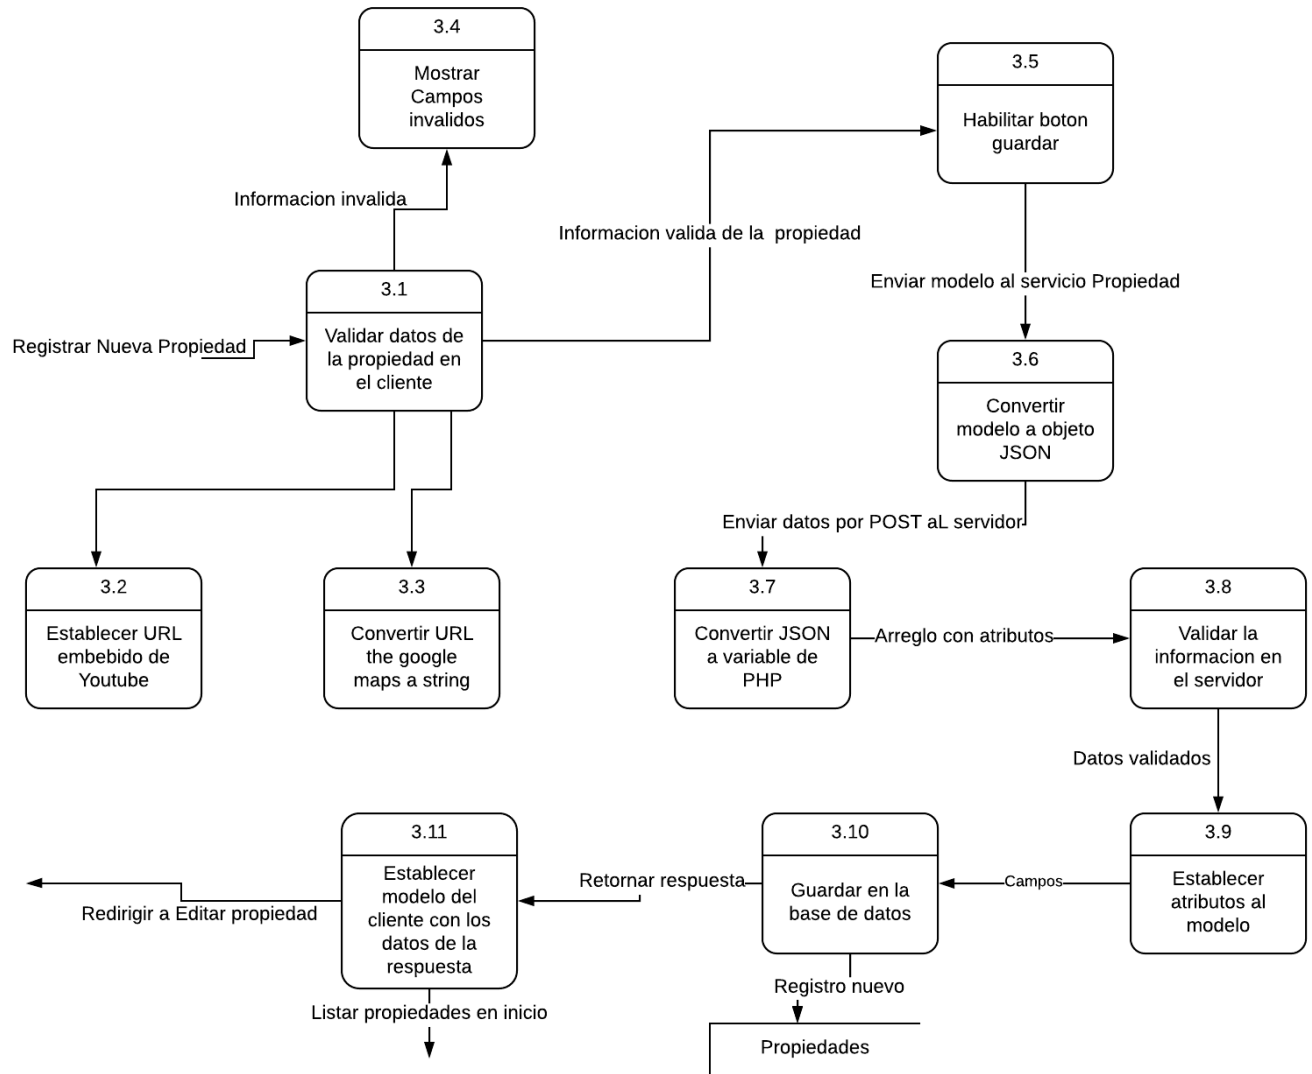 3.4
Mostrar
Campos
invalidos
3.5
Habilitar boton
guardar
Informacion invalida
Informacion valida de la  propiedad
Enviar modelo al servicio Propiedad
3.1
Validar datos de
la propiedad en
el cliente
Registrar Nueva Propiedad
3.6
Convertir
modelo a objeto
JSON
Enviar datos por POST aL servidor
3.2
Establecer URL
embebido de
Youtube
3.3
Convertir URL
the google
maps a string
3.7
Convertir JSON
a variable de
PHP
Arreglo con atributos
3.8
Validar la
informacion en
el servidor
Datos validados
3.11
Establecer
modelo del
cliente con los
datos de la
respuesta
Retornar respuesta
3.10
Guardar en la
base de datos
Campos
3.9
Establecer
atributos al
modelo
Redirigir a Editar propiedad
Registro nuevo
Listar propiedades en inicio
Propiedades